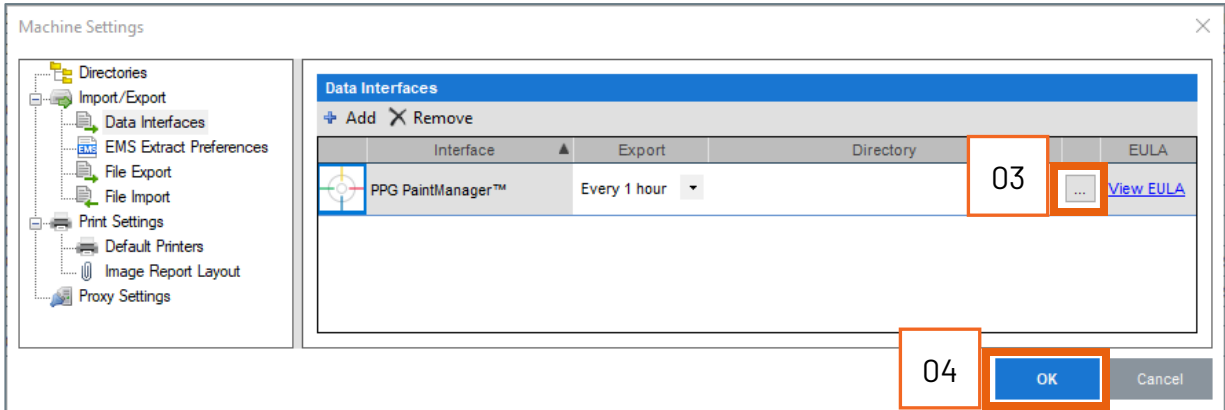 Machine Settings
Directories
Import/Export
Data Interfaces
EMS Extract Preferences
File Export
File Import
Print Settings
Default Printers
Image Report Layout
Proxy Settings
Data Interfaces
Add Remove
Interface Export Directory EULA
PPG PaintManager™ Every 1 hour 03 ... View EULA
04 OK Cancel